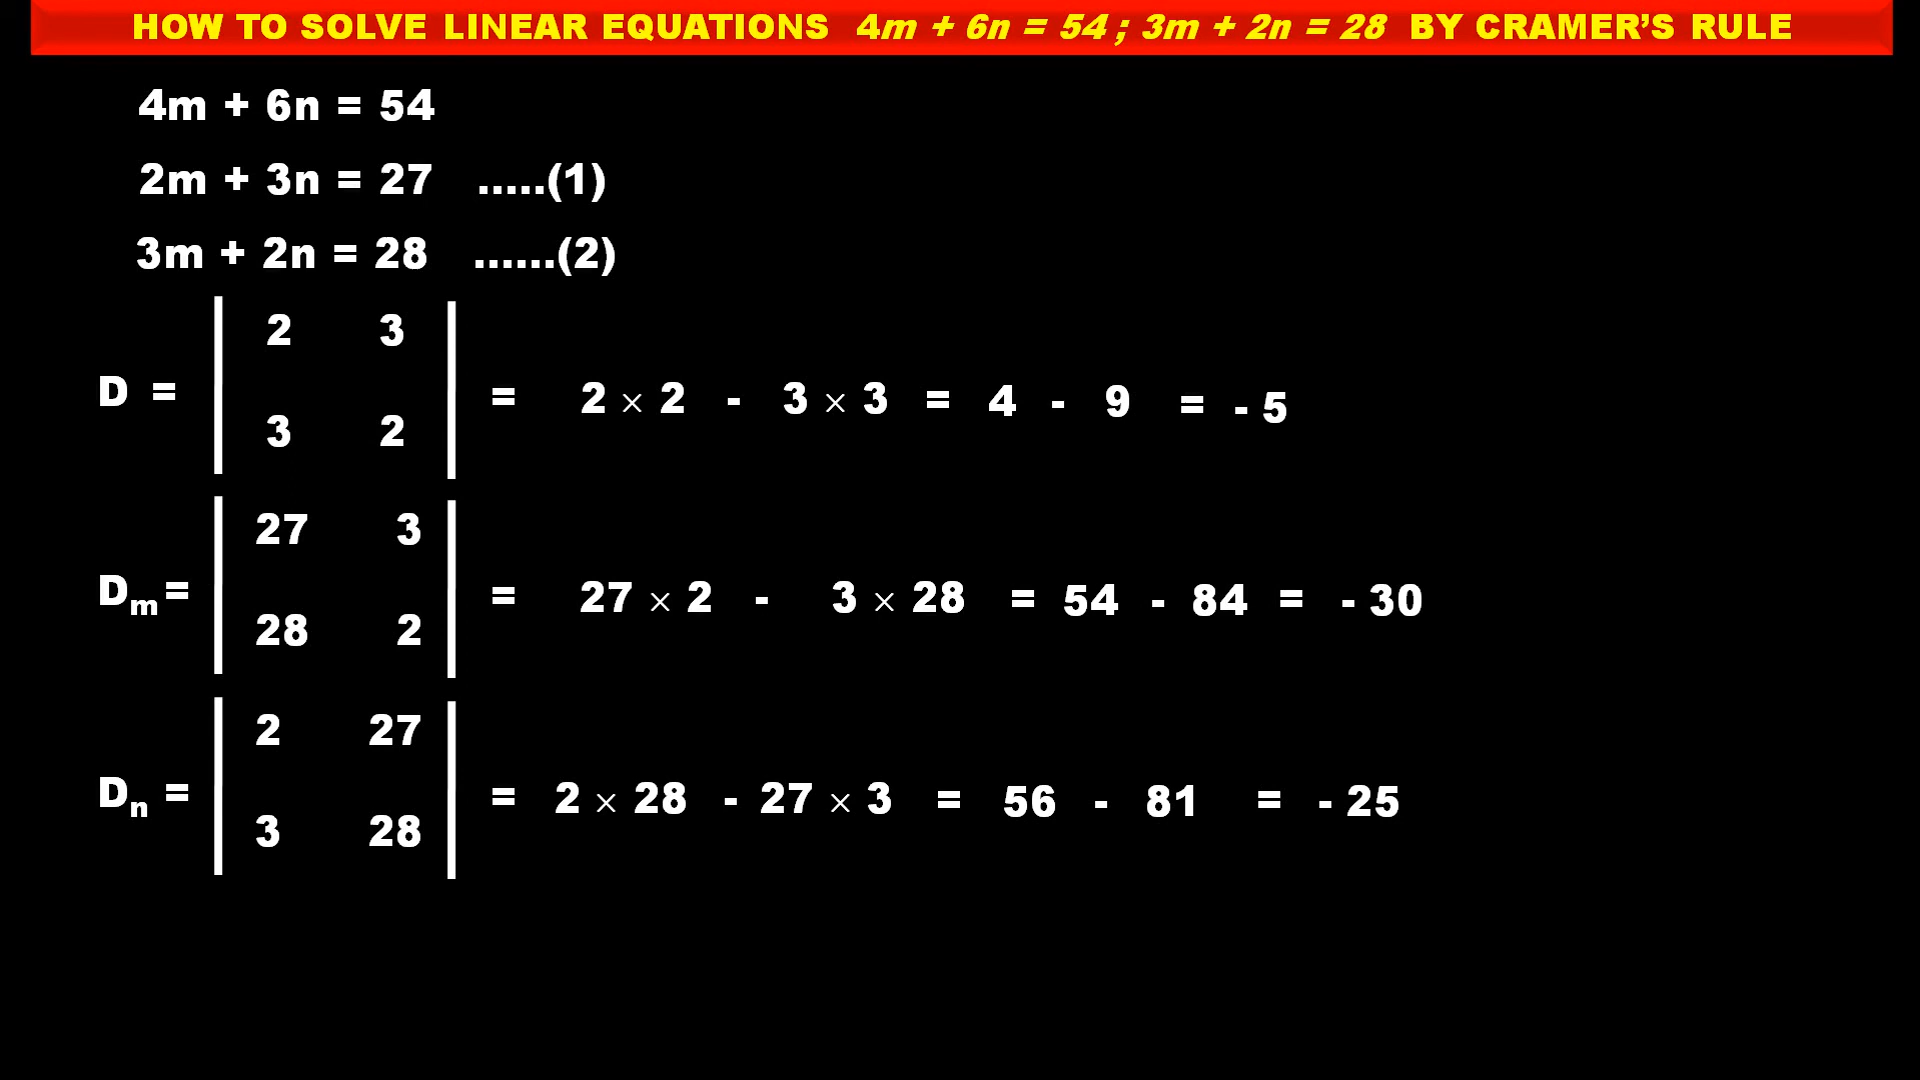 HOW TO SOLVE LINEAR EQUATIONS 4m + 6n = 54 ; 3m + 2n = 28 BY CRAMER’S RULE
4m + 6n = 54
2m + 3n = 27 .....(1)
3m + 2n = 28 ......(2)
2 3
D = = 2 × 2 - 3 × 3 = 4 - 9 = - 5
3 2
27 3
Dm = = 27 × 2 - 3 × 28 = 54 - 84 = - 30
28 2
2 27
Dn = = 2 × 28 - 27 × 3 = 56 - 81 = - 25
3 28